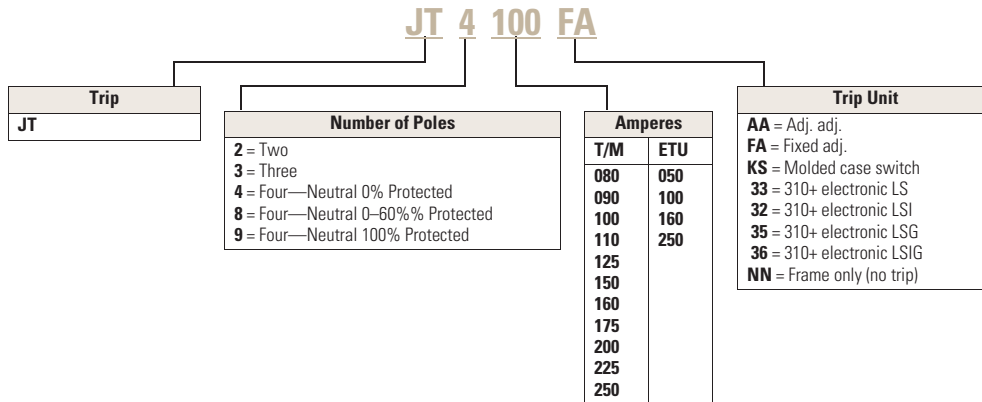 JT 4 100 FA
Trip
JT
Number of Poles
2 = Two
3 = Three
4 = Four—Neutral 0% Protected
8 = Four—Neutral 0–60%% Protected
9 = Four—Neutral 100% Protected
Amperes
T/M ETU
080 050
090 100
100 160
110 250
125
150
160
175
200
225
250
Trip Unit
AA = Adj. adj.
FA = Fixed adj.
KS = Molded case switch
33 = 310+ electronic LS
32 = 310+ electronic LSI
35 = 310+ electronic LSG
36 = 310+ electronic LSIG
NN = Frame only (no trip)